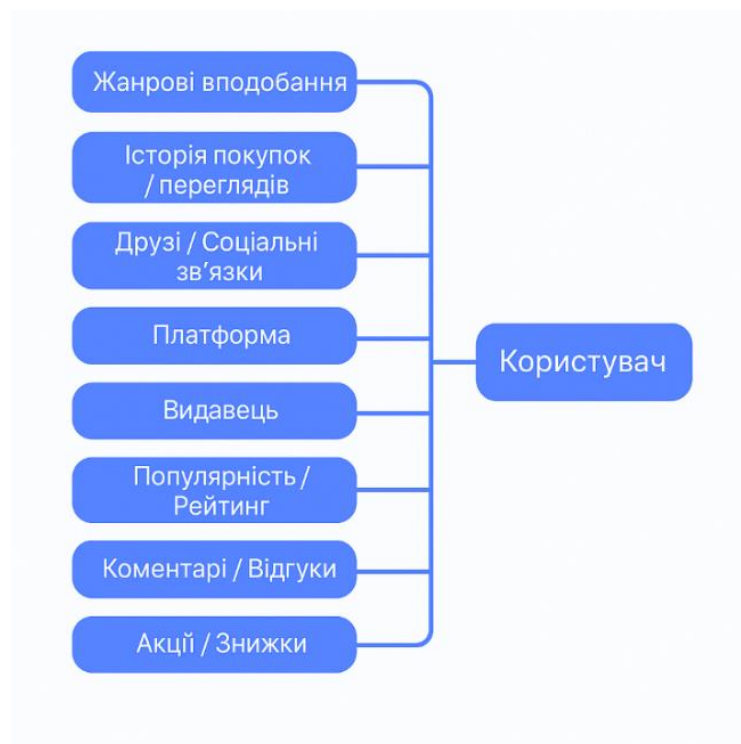 Жанрові вподобання
Історія покупок
/ переглядів
Друзі / Соціальні
зв'язки
Платформа
Видавець
Популярність /
Рейтинг
Коментарі / Відгуки
Акції / Знижки
Користувач